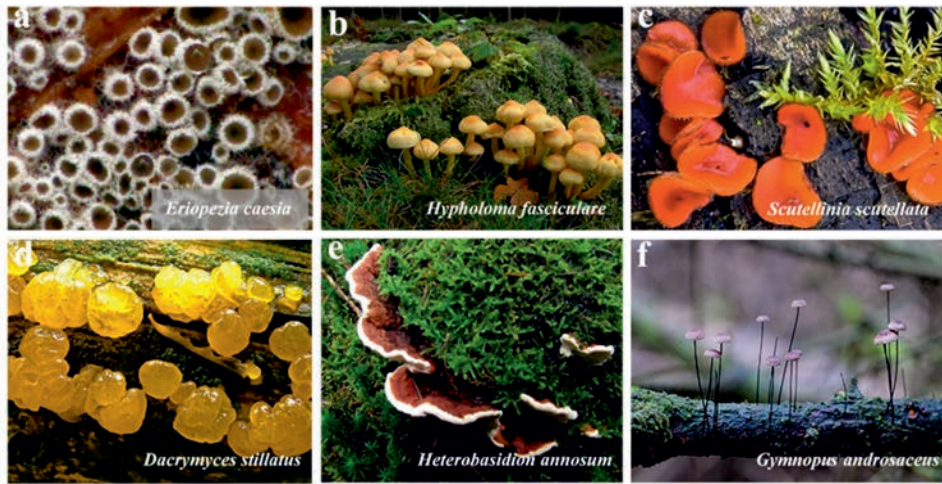 a
Eriopezia caesia
b
Hypholoma fasciculare
c
Scutellinia scutellata
d
Dacrymyces stillatus
e
Heterobasidion annosum
f
Gymnopus androsaceus